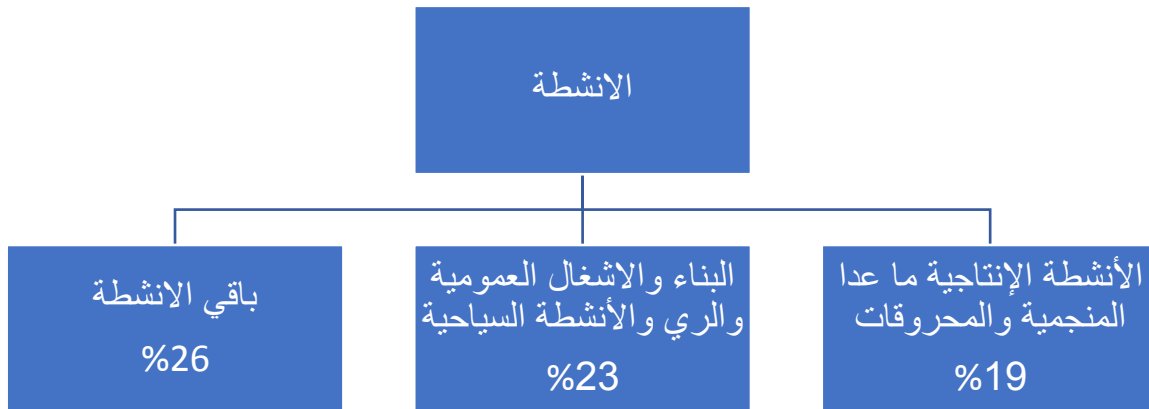 الانشطة
الأنشطة الإنتاجية ما عدا
المنجمية والمحروقات
%19
البناء والاشغال العمومية
والري والأنشطة السياحية
%23
باقي الانشطة
%26